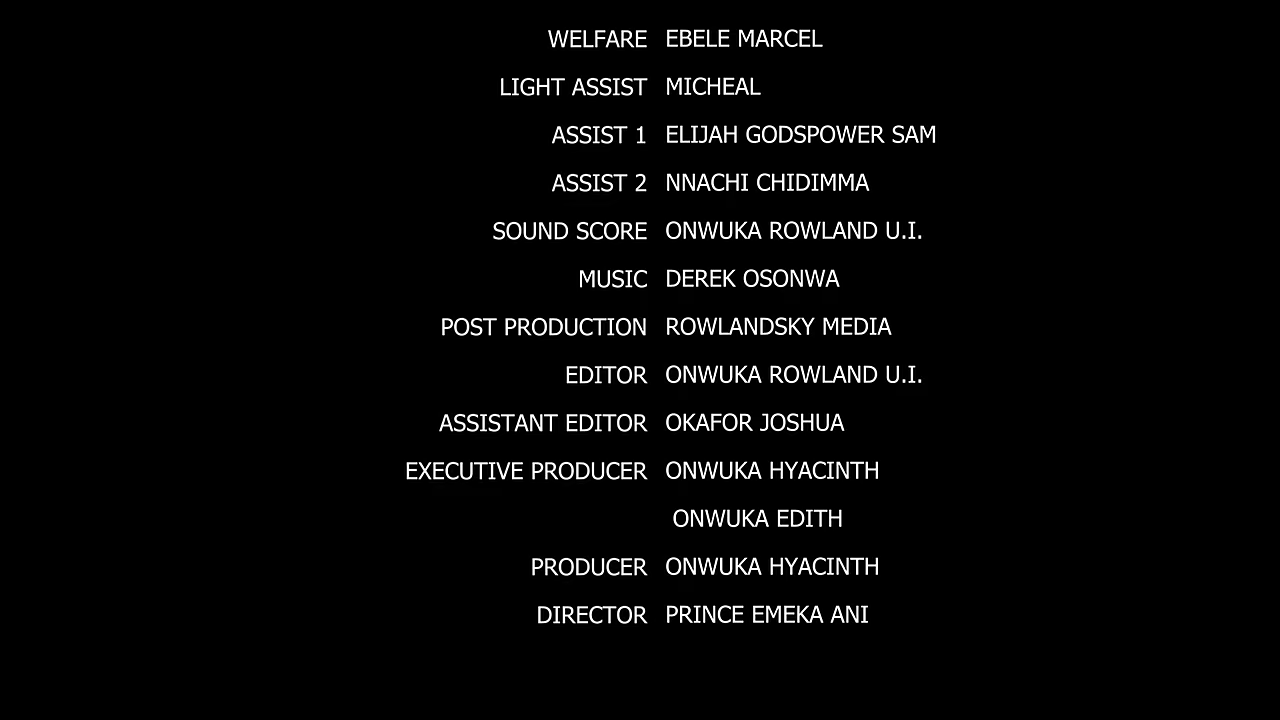 WELFARE EBELE MARCEL
LIGHT ASSIST MICHEAL
ASSIST 1 ELIJAH GODSPOWER SAM
ASSIST 2 NNACHI CHIDIMMA
SOUND SCORE ONWUKA ROWLAND U.I.
MUSIC DEREK OSONWA
POST PRODUCTION ROWLANDSKY MEDIA
EDITOR ONWUKA ROWLAND U.I.
ASSISTANT EDITOR OKAFOR JOSHUA
EXECUTIVE PRODUCER ONWUKA HYACINTH
ONWUKA EDITH
PRODUCER ONWUKA HYACINTH
DIRECTOR PRINCE EMEKA ANI